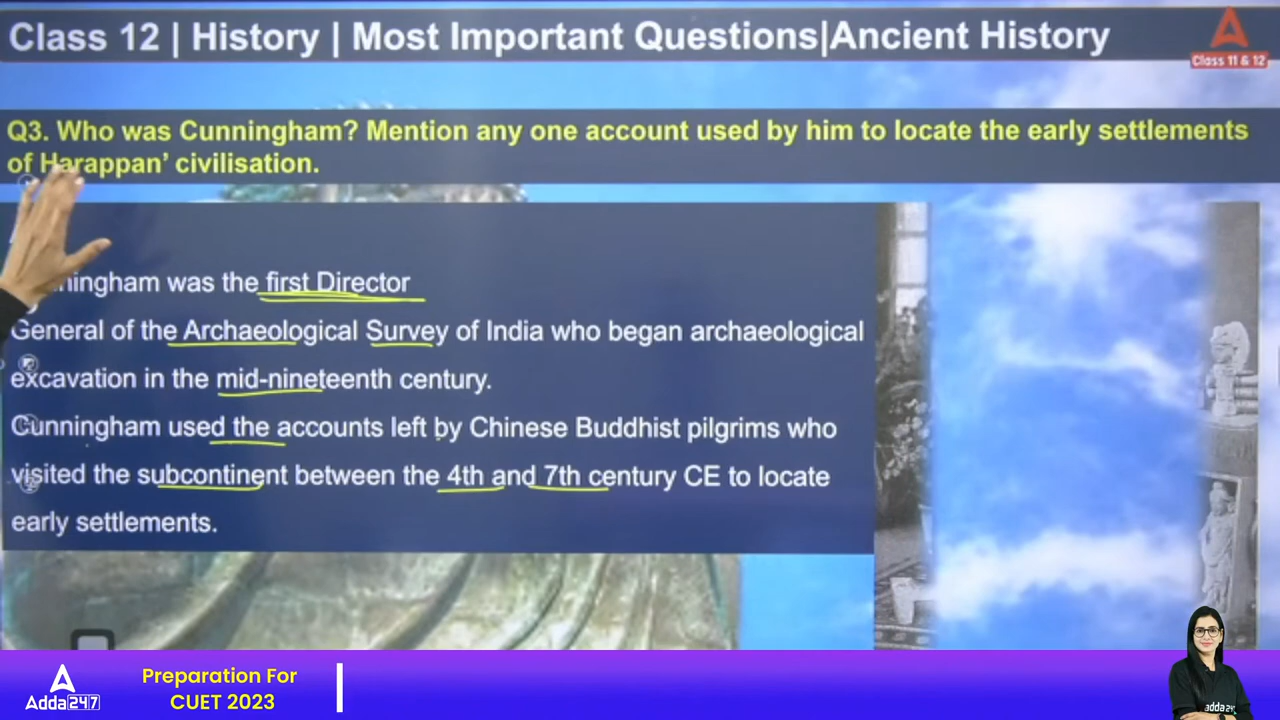 Class 12 | History | Most Important Questions|Ancient History
Class 11 & 12
Q3. Who was Cunningham? Mention any one account used by him to locate the early settlements
of Harappan’ civilisation.
ningham was the first Director
General of the Archaeological Survey of India who began archaeological
excavation in the mid-nineteenth century.
Cunningham used the accounts left by Chinese Buddhist pilgrims who
visited the subcontinent between the 4th and 7th century CE to locate
early settlements.
Adda247
Preparation For
CUET 2023
adda247